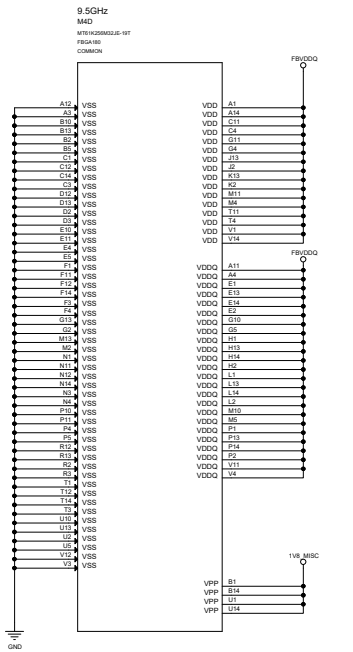 9.5GHz
M4D
MT61K256M32JE-19T
FBGA180
COMMON
FBVDDQ
A12 VSS
A3 VSS
B10 VSS
B13 VSS
B2 VSS
B5 VSS
C1 VSS
C12 VSS
C14 VSS
C3 VSS
D12 VSS
D13 VSS
D2 VSS
D3 VSS
E10 VSS
E11 VSS
E4 VSS
E5 VSS
F1 VSS
F11 VSS
F12 VSS
F14 VSS
F3 VSS
F4 VSS
G13 VSS
G2 VSS
M13 VSS
M2 VSS
N1 VSS
N11 VSS
N12 VSS
N14 VSS
N3 VSS
N4 VSS
P10 VSS
P11 VSS
P4 VSS
P5 VSS
R12 VSS
R13 VSS
R2 VSS
R3 VSS
T1 VSS
T12 VSS
T14 VSS
T3 VSS
U10 VSS
U13 VSS
U2 VSS
U5 VSS
V12 VSS
V3 VSS
GND
VDD A1
VDD A14
VDD C11
VDD C4
VDD G11
VDD G4
VDD J13
VDD J2
VDD K13
VDD K2
VDD M11
VDD M4
VDD T11
VDD T4
VDD V1
VDD V14
FBVDDQ
VDDQ A11
VDDQ A4
VDDQ E1
VDDQ E13
VDDQ E14
VDDQ E2
VDDQ G10
VDDQ G5
VDDQ H1
VDDQ H13
VDDQ H14
VDDQ H2
VDDQ L1
VDDQ L13
VDDQ L14
VDDQ L2
VDDQ M10
VDDQ M5
VDDQ P1
VDDQ P13
VDDQ P14
VDDQ P2
VDDQ V11
VDDQ V4
1V8_MISC
VPP B1
VPP B14
VPP U1
VPP U14